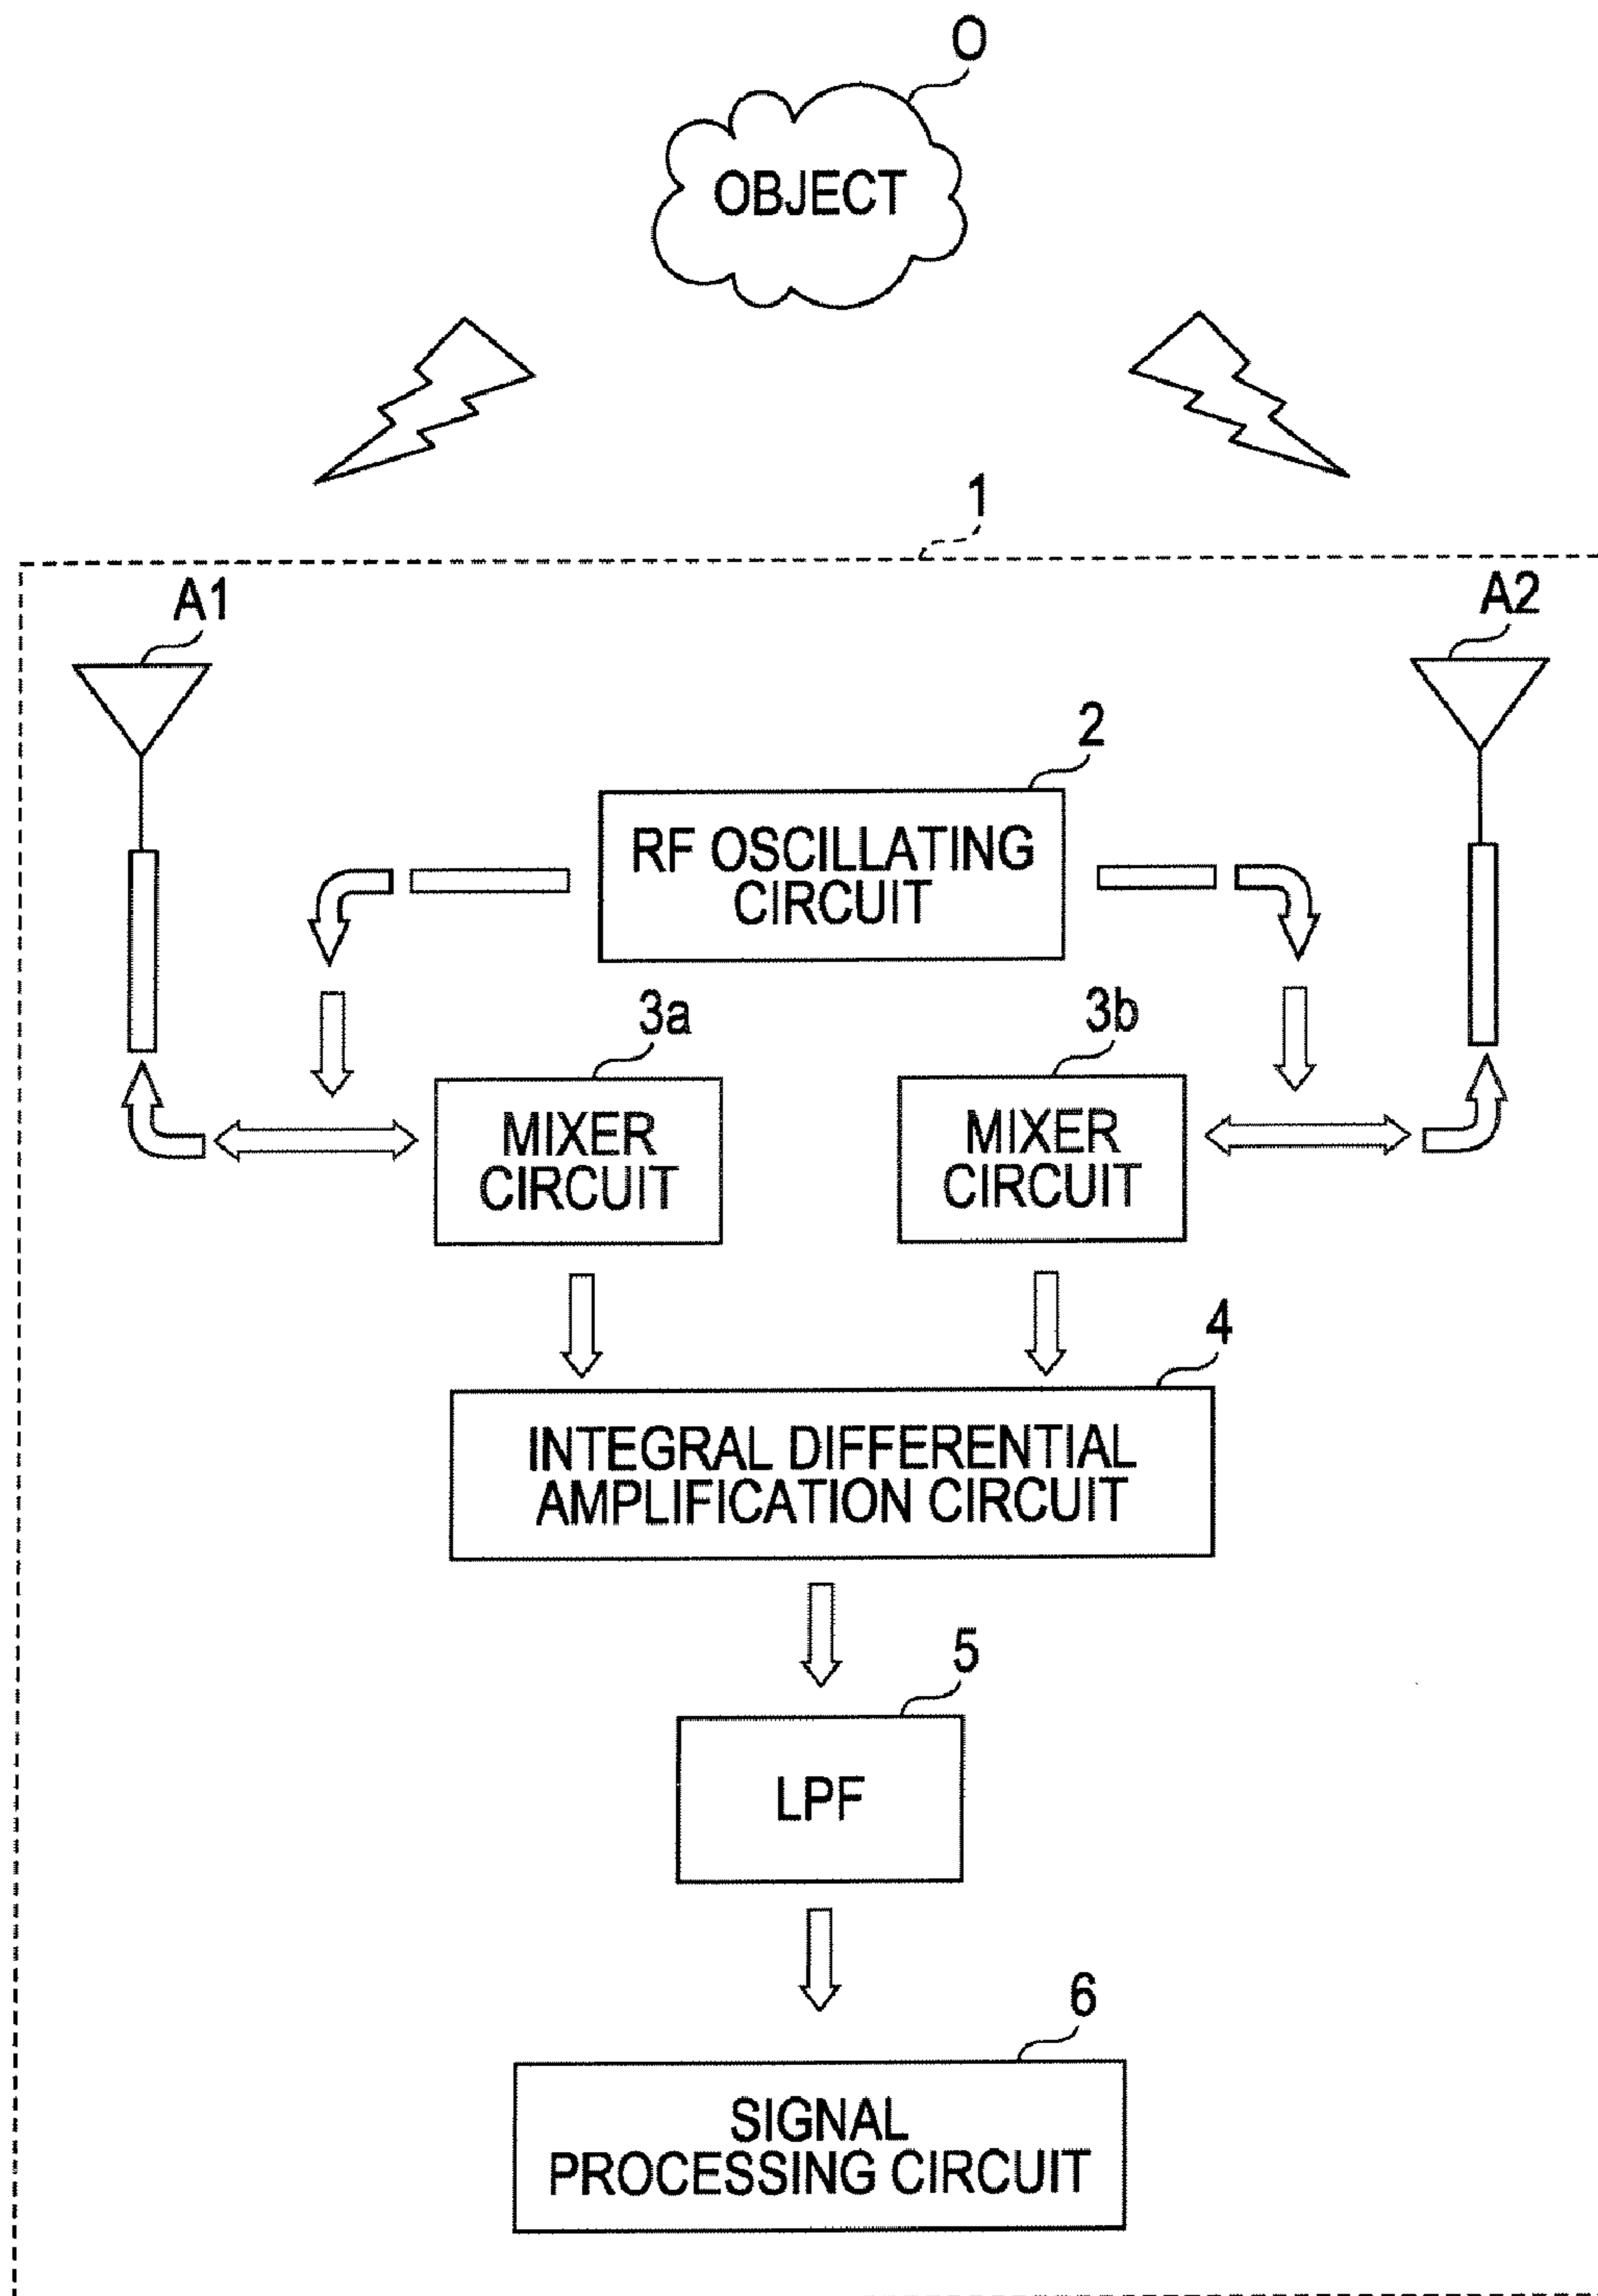 O
OBJECT
1
A1
A2
2
RF OSCILLATING
CIRCUIT
3a
3b
MIXER
CIRCUIT
MIXER
CIRCUIT
4
INTEGRAL DIFFERENTIAL
AMPLIFICATION CIRCUIT
5
LPF
6
SIGNAL
PROCESSING CIRCUIT